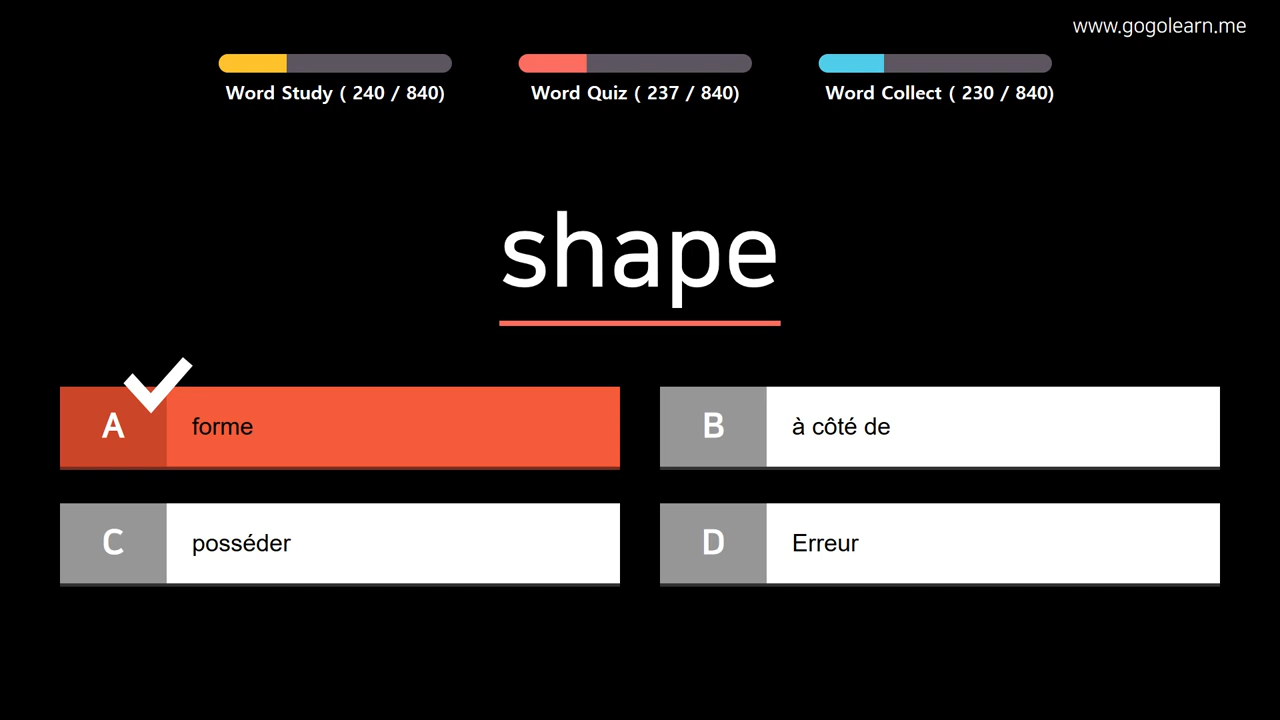 www.gogolearn.me
Word Study ( 240 / 840)
Word Quiz ( 237 / 840)
Word Collect ( 230 / 840)
shape
A forme
B à côté de
C posséder
D Erreur